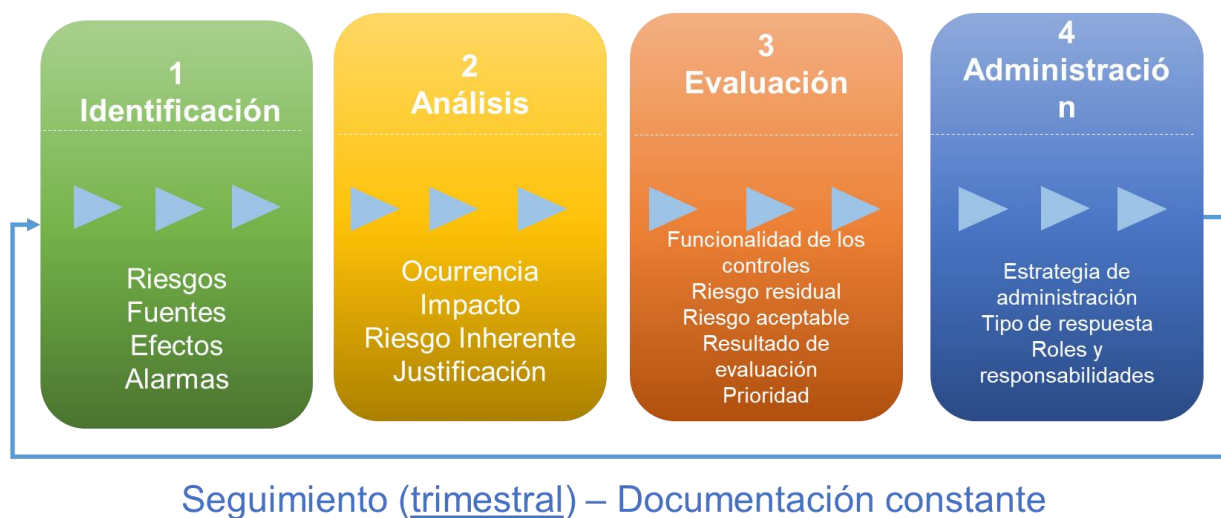 1
Identificación
Riesgos
Fuentes
Efectos
Alarmas
2
Análisis
Ocurrencia
Impacto
Riesgo Inherente
Justificación
3
Evaluación
Funcionalidad de los
controles
Riesgo residual
Riesgo aceptable
Resultado de
evaluación
Prioridad
4
Administració
n
Estrategia de
administración
Tipo de respuesta
Roles y
responsabilidades
Seguimiento (trimestral) – Documentación constante